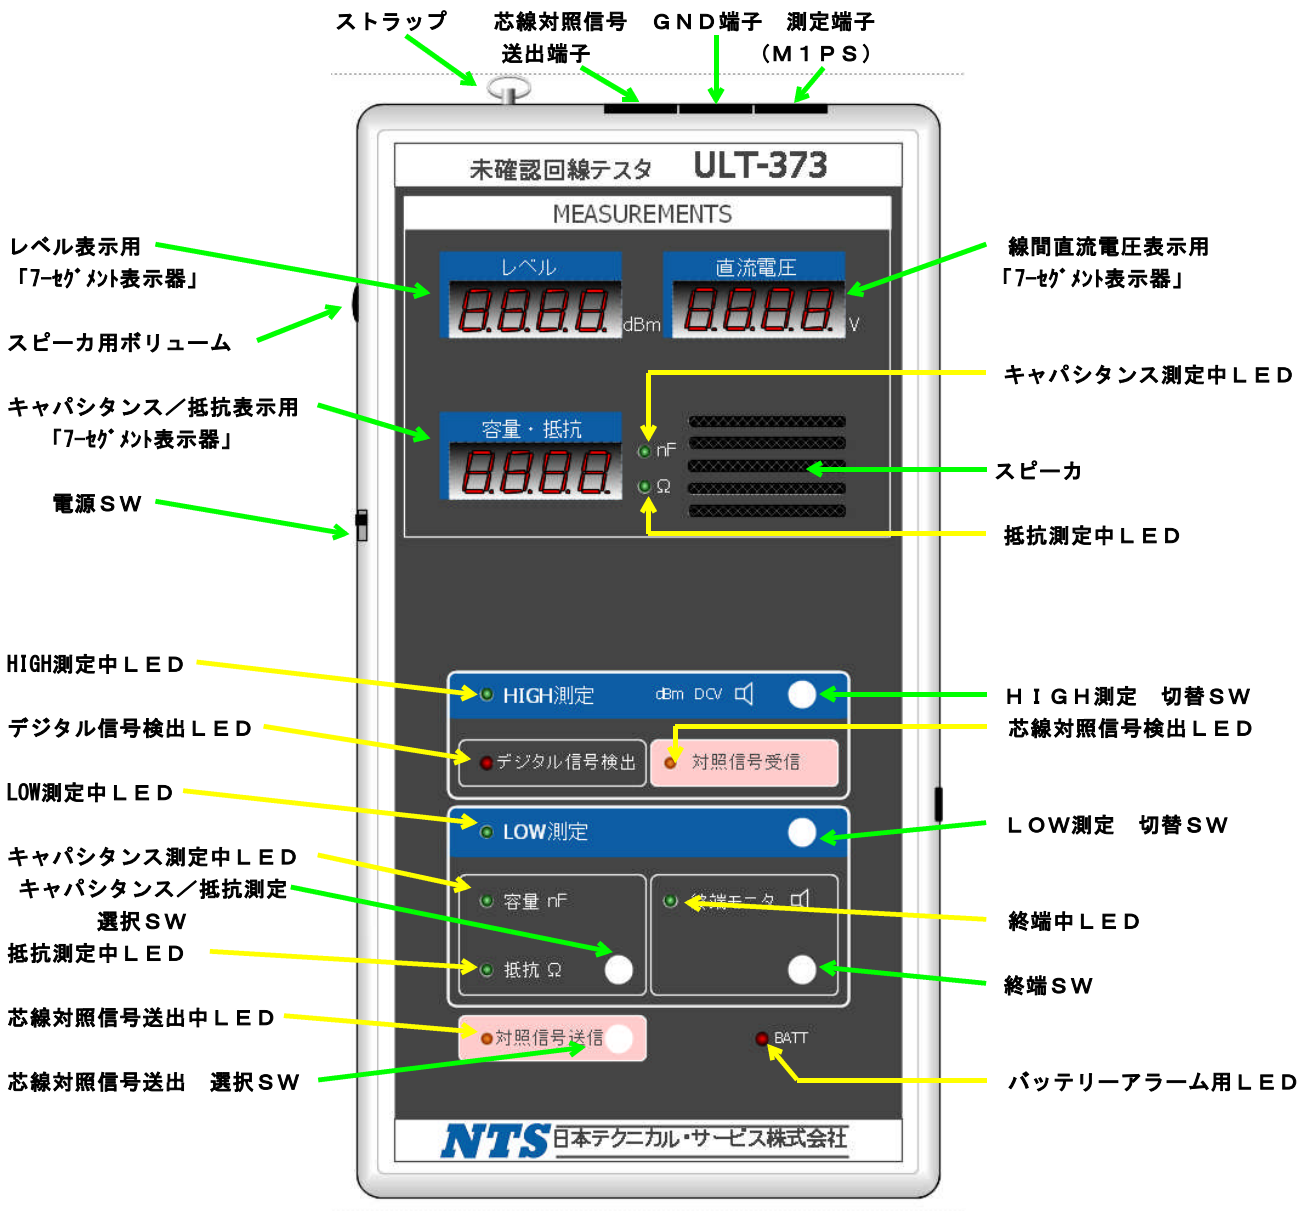 ストラップ
芯線対照信号
送出端子
ＧＮＤ端子
測定端子
（Ｍ１ＰＳ）
未確認回線テスタ ULT-373
MEASUREMENTS
レベル表示用
「7-ｾｸﾞﾒﾝﾄ表示器」
レベル
8.8.8.8.
dBm
直流電圧
8.8.8.8.
V
線間直流電圧表示用
「7-ｾｸﾞﾒﾝﾄ表示器」
スピーカ用ボリューム
キャパシタンス測定中ＬＥＤ
キャパシタンス／抵抗表示用
「7-ｾｸﾞﾒﾝﾄ表示器」
容量・抵抗
8.8.8.8.
nF
Ω
スピーカ
電源ＳＷ
抵抗測定中ＬＥＤ
HIGH測定中ＬＥＤ
HIGH測定 dBm DCV
ＨＩＧＨ測定　切替ＳＷ
デジタル信号検出ＬＥＤ
デジタル信号検出
対照信号受信
芯線対照信号検出ＬＥＤ
LOW測定中ＬＥＤ
LOW測定
ＬＯＷ測定　切替ＳＷ
キャパシタンス測定中ＬＥＤ
キャパシタンス／抵抗測定
選択ＳＷ
容量 nF
終端モニタ
終端中ＬＥＤ
抵抗測定中ＬＥＤ
抵抗 Ω
終端ＳＷ
芯線対照信号送出中ＬＥＤ
対照信号送信
BATT
芯線対照信号送出　選択ＳＷ
バッテリーアラーム用ＬＥＤ
NTS 日本テクニカル・サービス株式会社